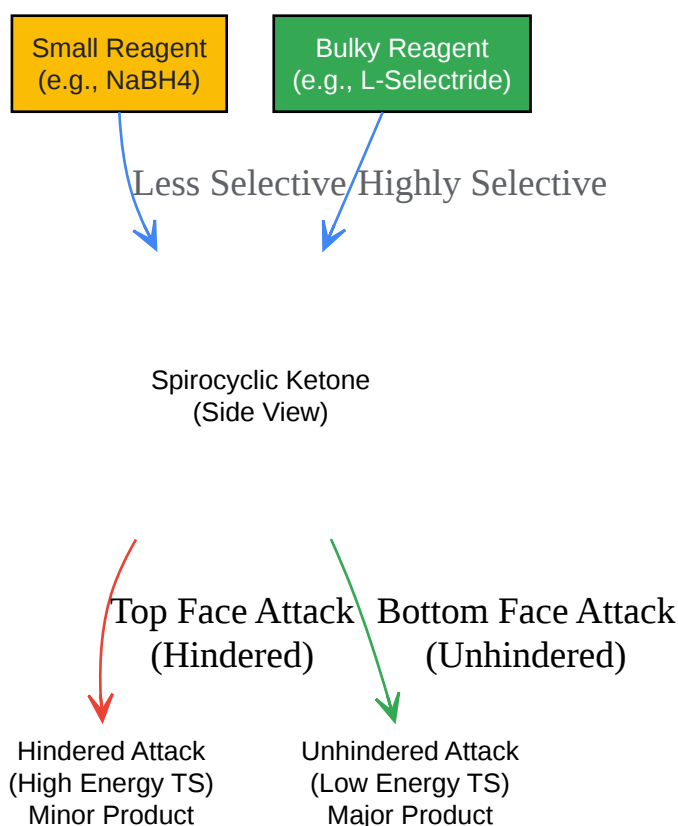 Small Reagent
(e.g., NaBH4)
Bulky Reagent
(e.g., L-Selectride)
Less Selective
Highly Selective
Spirocyclic Ketone
(Side View)
Top Face Attack
(Hindered)
Bottom Face Attack
(Unhindered)
Hindered Attack
(High Energy TS)
Minor Product
Unhindered Attack
(Low Energy TS)
Major Product